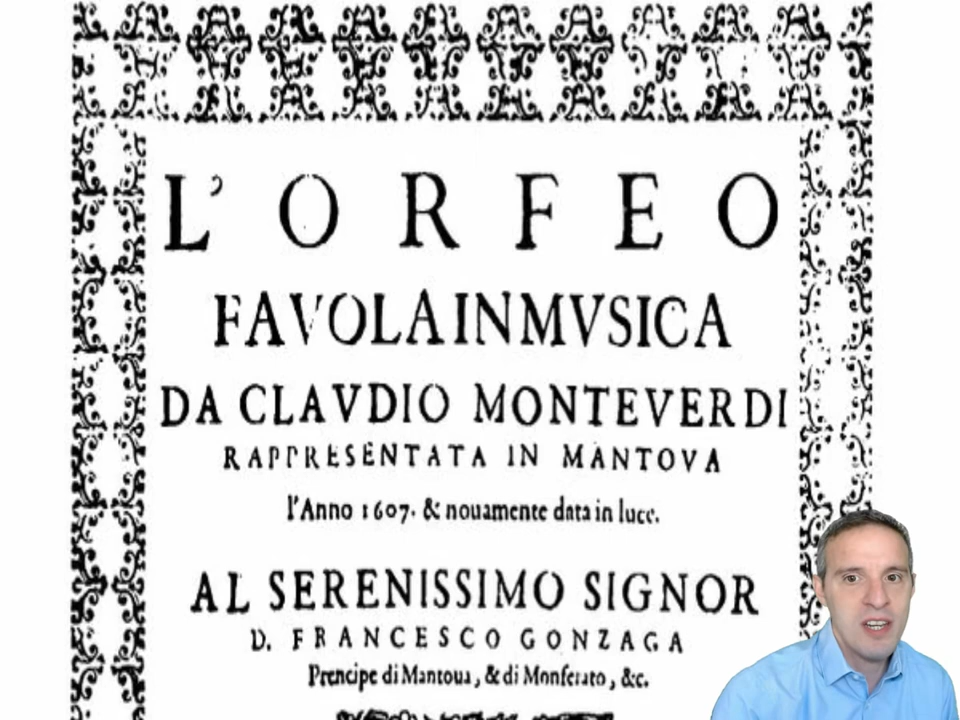 L'ORFEO
FAVOLA IN MVSICA
DA CLAVDIO MONTEVERDI
RAPPRESENTATA IN MANTOVA
l'Anno 1607. & nouamente data in luce.
AL SERENISSIMO SIGNOR
D. FRANCESCO GONZAGA
Prencipe di Mantoua, & di Monferato, &c.